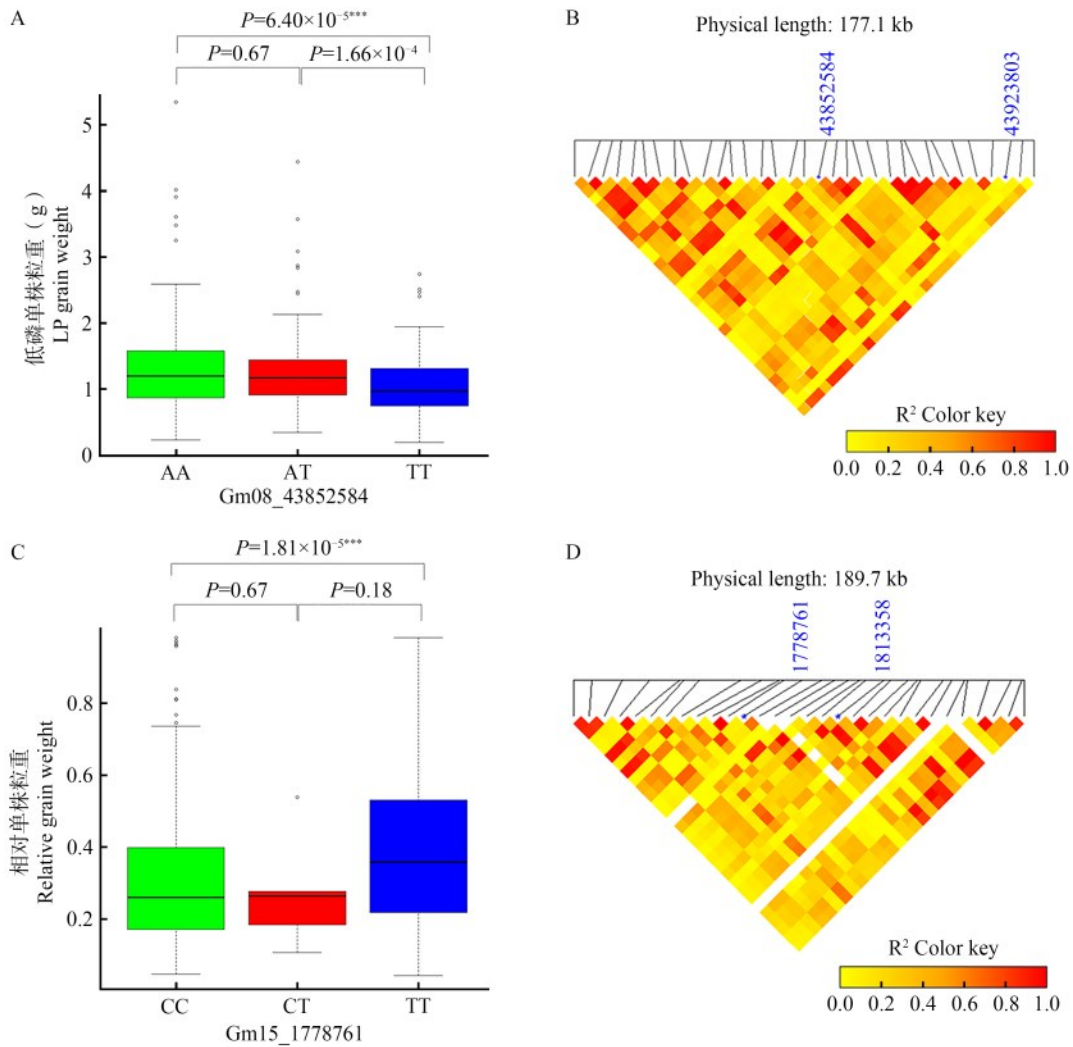 A
P=6.40×10⁻⁵***
P=0.67
P=1.66×10⁻⁴
低磷单株粒重（g）
LP grain weight
5
4
3
2
1
0
AA
AT
TT
Gm08_43852584
B
Physical length: 177.1 kb
43852584
43923803
R² Color key
0.0 0.2 0.4 0.6 0.8 1.0
C
P=1.81×10⁻⁵***
P=0.67
P=0.18
相对单株粒重
Relative grain weight
0.8
0.6
0.4
0.2
CC
CT
TT
Gm15_1778761
D
Physical length: 189.7 kb
1778761
1813358
R² Color key
0.0 0.2 0.4 0.6 0.8 1.0